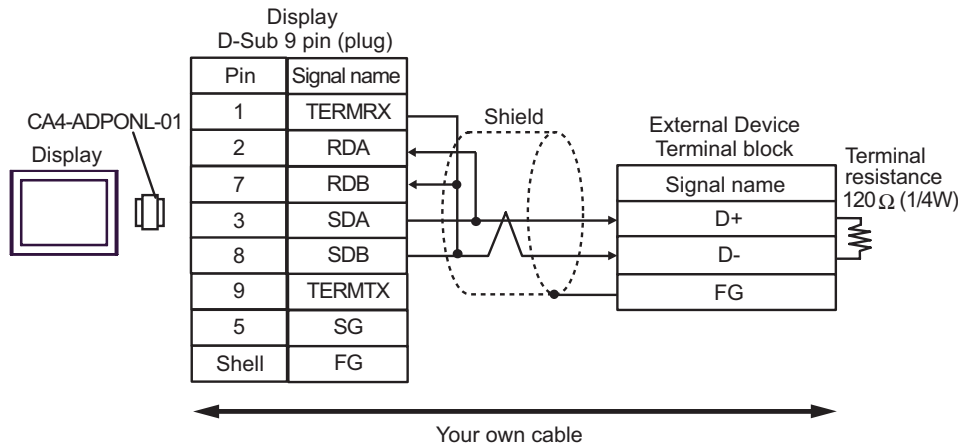 Display
D-Sub 9 pin (plug)
Pin Signal name
1 TERMRX
2 RDA
7 RDB
3 SDA
8 SDB
9 TERMTX
5 SG
Shell FG
CA4-ADPONL-01
Display
Shield
External Device
Terminal block
Signal name
D+
D-
FG
Terminal
resistance
120Ω (1/4W)
Your own cable